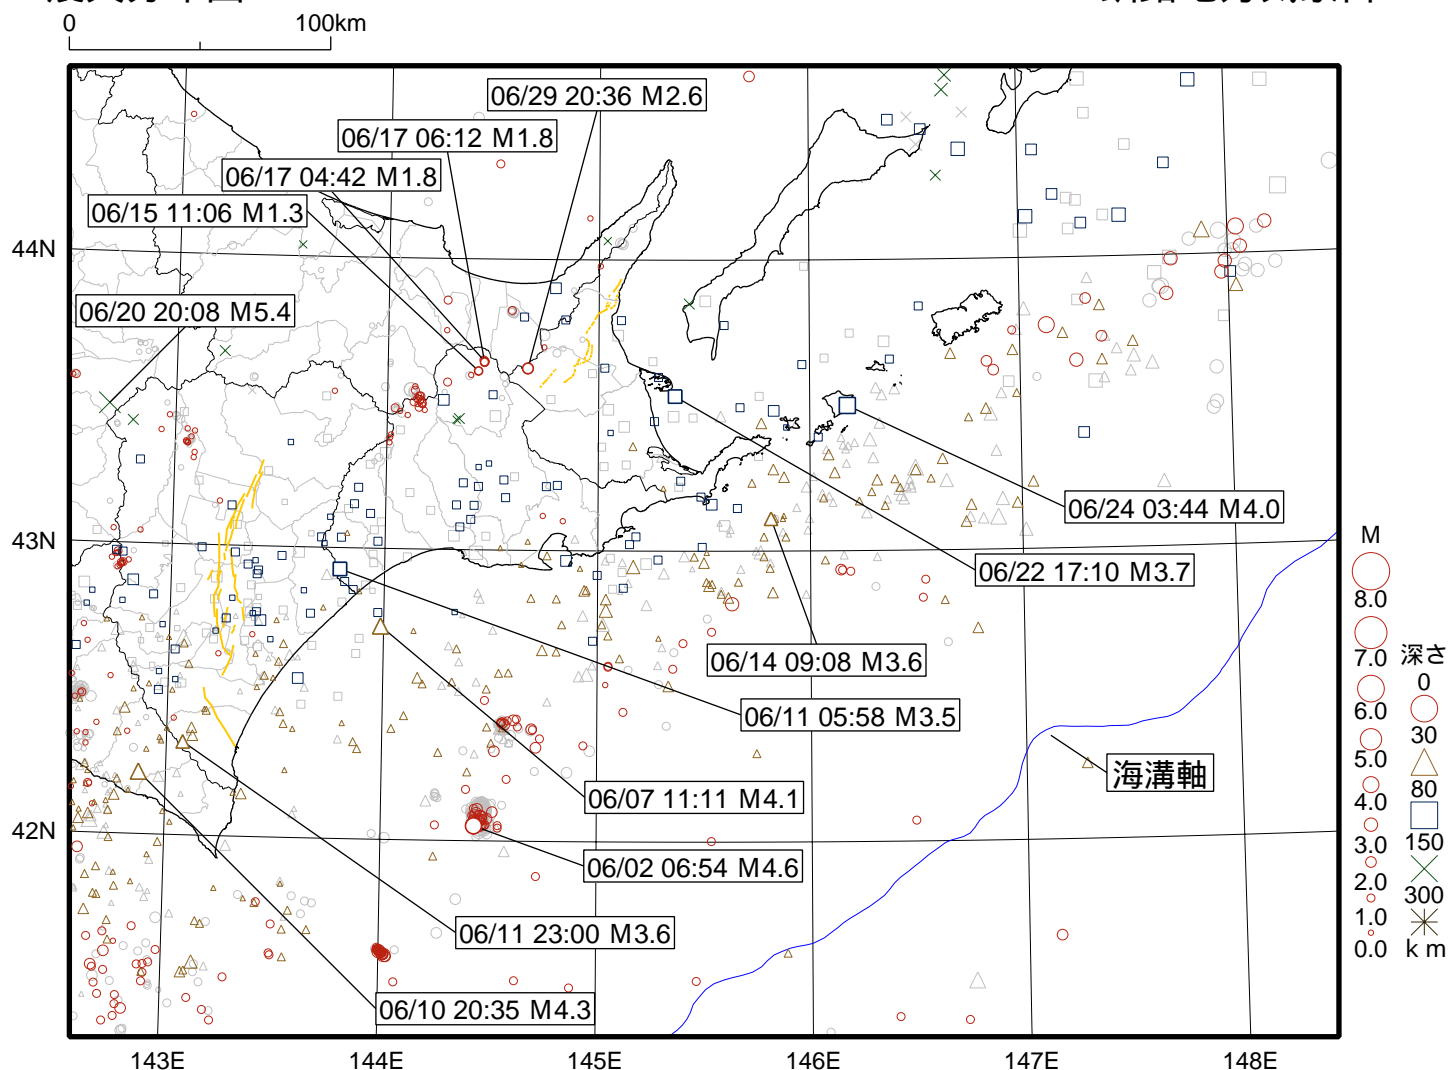 0 100km
06/29 20:36 M2.6
06/17 06:12 M1.8
06/17 04:42 M1.8
06/15 11:06 M1.3
44N
06/20 20:08 M5.4
06/24 03:44 M4.0
43N
06/22 17:10 M3.7
06/14 09:08 M3.6
06/11 05:58 M3.5
海溝軸
06/07 11:11 M4.1
42N
06/02 06:54 M4.6
06/11 23:00 M3.6
06/10 20:35 M4.3
143E 144E 145E 146E 147E 148E
M
8.0
7.0
6.0
5.0
4.0
3.0
2.0
1.0
0.0
深さ
0
30
80
150
300
km